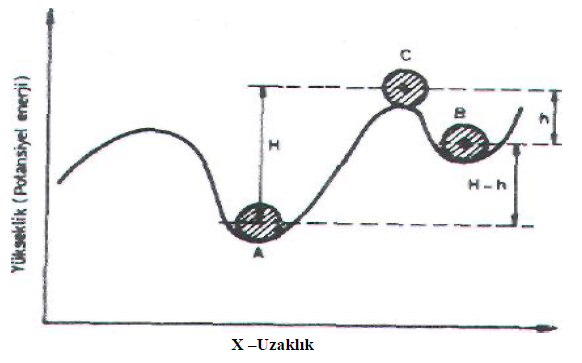 Yükseklik (Potansiyel enerji)
C
B
H
h
H-h
A
X –Uzaklık